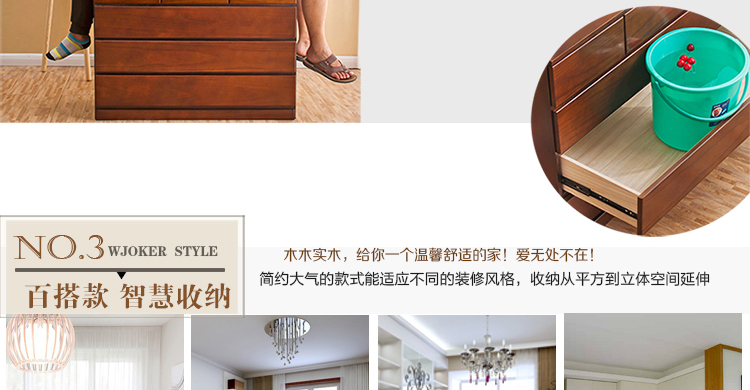 NO.3 WJOKER STYLE
百搭款 智慧收纳
木木实木，给你一个温馨舒适的家！爱无处不在！
简约大气的款式能适应不同的装修风格，收纳从平方到立体空间延伸